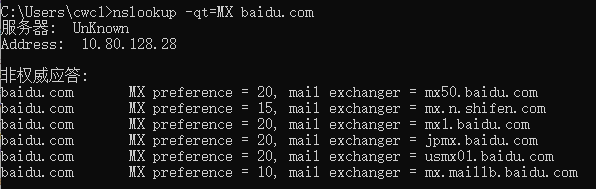 C:\Users\cwcl>nslookup -qt=MX baidu.com
服务器:  UnKnown
Address:  10.80.128.28
非权威应答:
baidu.com       MX preference = 20, mail exchanger = mx50.baidu.com
baidu.com       MX preference = 15, mail exchanger = mx.n.shifen.com
baidu.com       MX preference = 20, mail exchanger = mx1.baidu.com
baidu.com       MX preference = 20, mail exchanger = jpmx.baidu.com
baidu.com       MX preference = 20, mail exchanger = usmx01.baidu.com
baidu.com       MX preference = 10, mail exchanger = mx.maillb.baidu.com